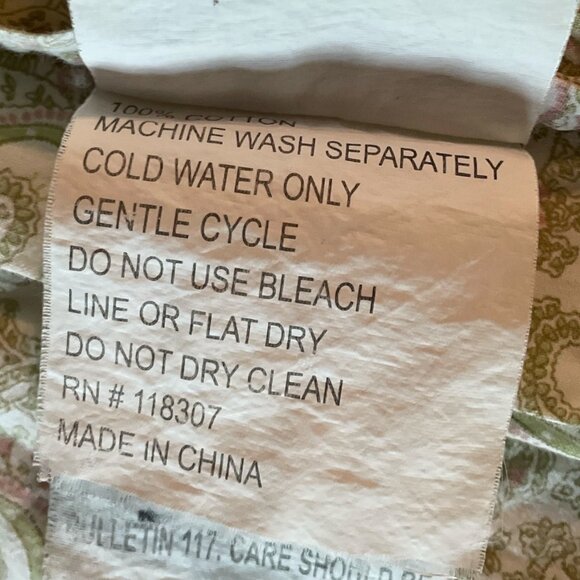 100% COTTON
MACHINE WASH SEPARATELY
COLD WATER ONLY
GENTLE CYCLE
DO NOT USE BLEACH
LINE OR FLAT DRY
DO NOT DRY CLEAN
RN # 118307
MADE IN CHINA
BULLETIN 117. CARE SHOULD